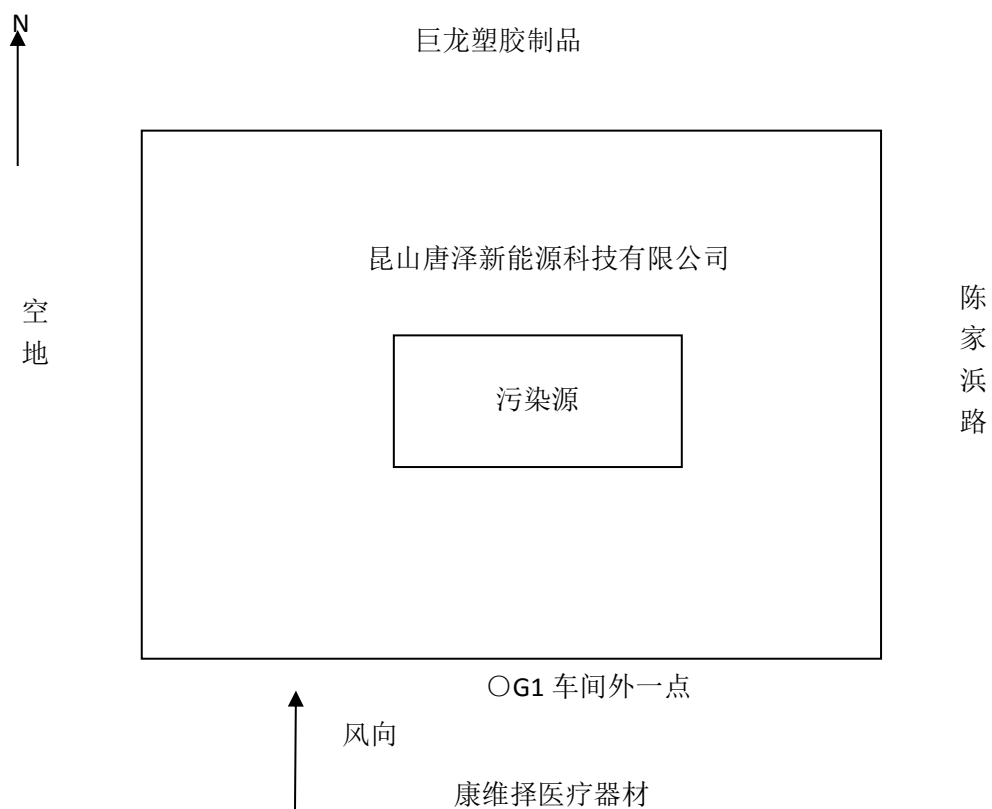 N
巨龙塑胶制品
昆山唐泽新能源科技有限公司
空地
陈家浜路
污染源
○G1 车间外一点
风向
康维择医疗器材